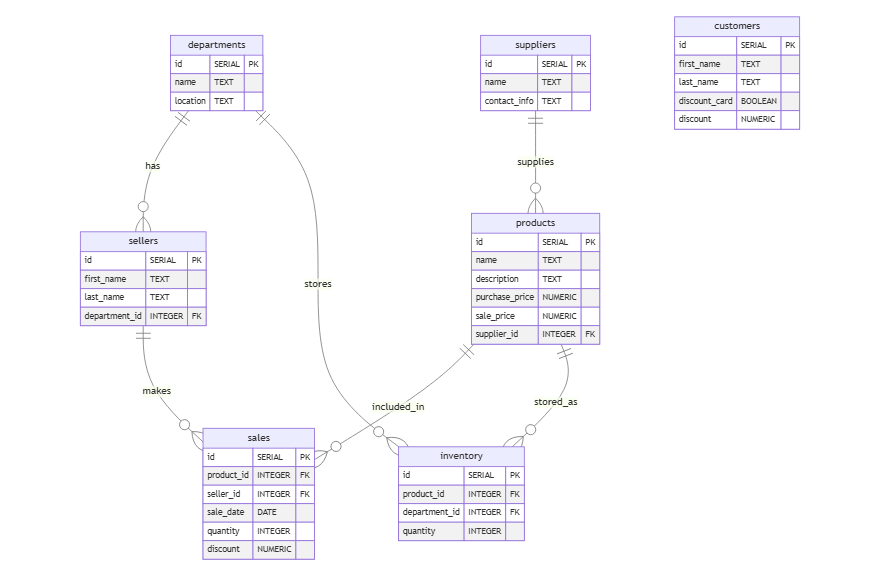 departments
id SERIAL PK
name TEXT
location TEXT
suppliers
id SERIAL PK
name TEXT
contact_info TEXT
customers
id SERIAL PK
first_name TEXT
last_name TEXT
discount_card BOOLEAN
discount NUMERIC
has
supplies
stores
sellers
id SERIAL PK
first_name TEXT
last_name TEXT
department_id INTEGER FK
products
id SERIAL PK
name TEXT
description TEXT
purchase_price NUMERIC
sale_price NUMERIC
supplier_id INTEGER FK
makes
included_in
stored_as
sales
id SERIAL PK
product_id INTEGER FK
seller_id INTEGER FK
sale_date DATE
quantity INTEGER
discount NUMERIC
inventory
id SERIAL PK
product_id INTEGER FK
department_id INTEGER FK
quantity INTEGER